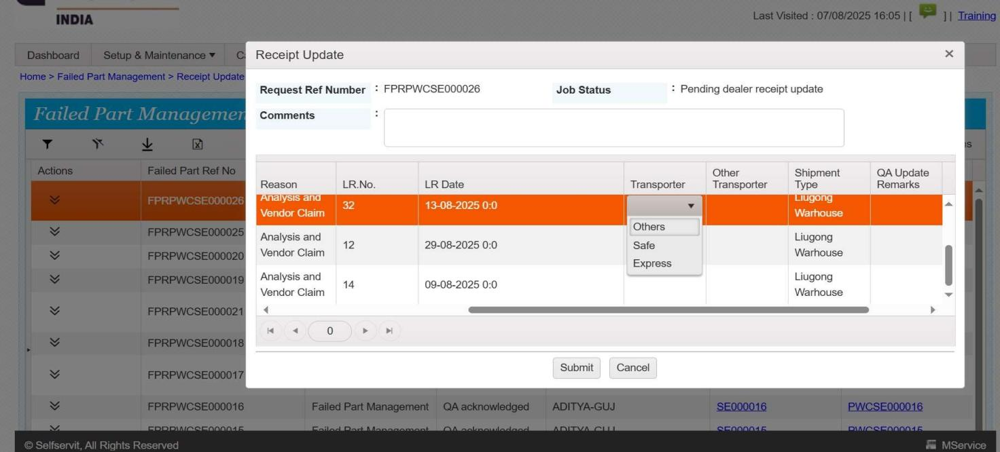 INDIA
Last Visited : 07/08/2025 16:05 | [ ] | Training
Dashboard Setup & Maintenance ▼
Home > Failed Part Management > Receipt Update
Receipt Update ×
Request Ref Number : FPRPWCSE000026 Job Status : Pending dealer receipt update
Comments :
Failed Part
Actions Failed Part Ref No
Reason LR.No. LR Date Transporter Other Transporter Shipment Type QA Update Remarks
FPRPWCSE000026
Analysis and Vendor Claim 32 13-08-2025 0:0 Liugong Warhouse
Others
Safe
Express
FPRPWCSE000025
Analysis and Vendor Claim 12 29-08-2025 0:0 Liugong Warhouse
FPRPWCSE000020
FPRPWCSE000019
Analysis and Vendor Claim 14 09-08-2025 0:0 Liugong Warhouse
FPRPWCSE000021
0
FPRPWCSE000018
Submit Cancel
FPRPWCSE000017
FPRPWCSE000016 Failed Part Management QA acknowledged ADITYA-GUJ SE000016 PWCSE000016
FPRPWCSE000015 Failed Part Management QA acknowledged ADITYA-GUJ SE000015 PWCSE000015
© Selfservit, All Rights Reserved MService